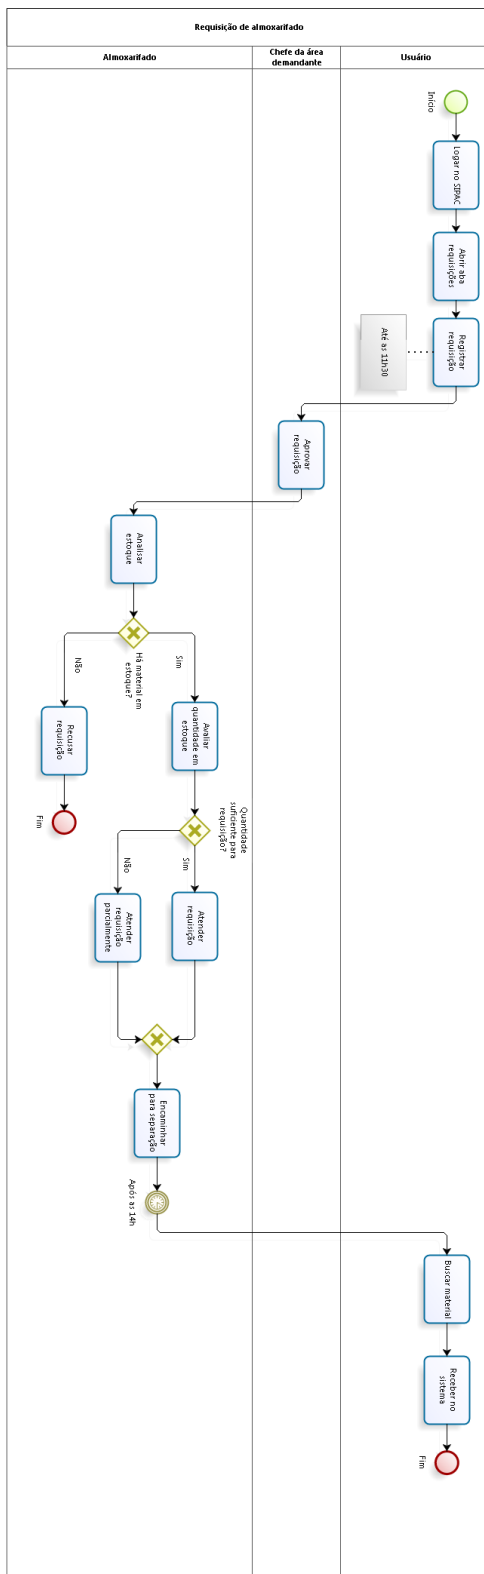 Requisição de almoxarifado
Almoxarifado
Chefe da área
demandante
Usuário
Início
Logar no SIPAC
Abrir aba
requisições
Registrar
requisição
Até as 11h30
Aprovar
requisição
Analisar
estoque
Há material em
estoque?
Sim
Não
Avaliar
quantidade em
estoque
Recusar
requisição
Fim
Quantidade
suficiente para
requisição?
Sim
Não
Atender
requisição
Atender
requisição
parcialmente
Encaminhar
para separação
Após as 14h
Buscar material
Receber no
sistema
Fim